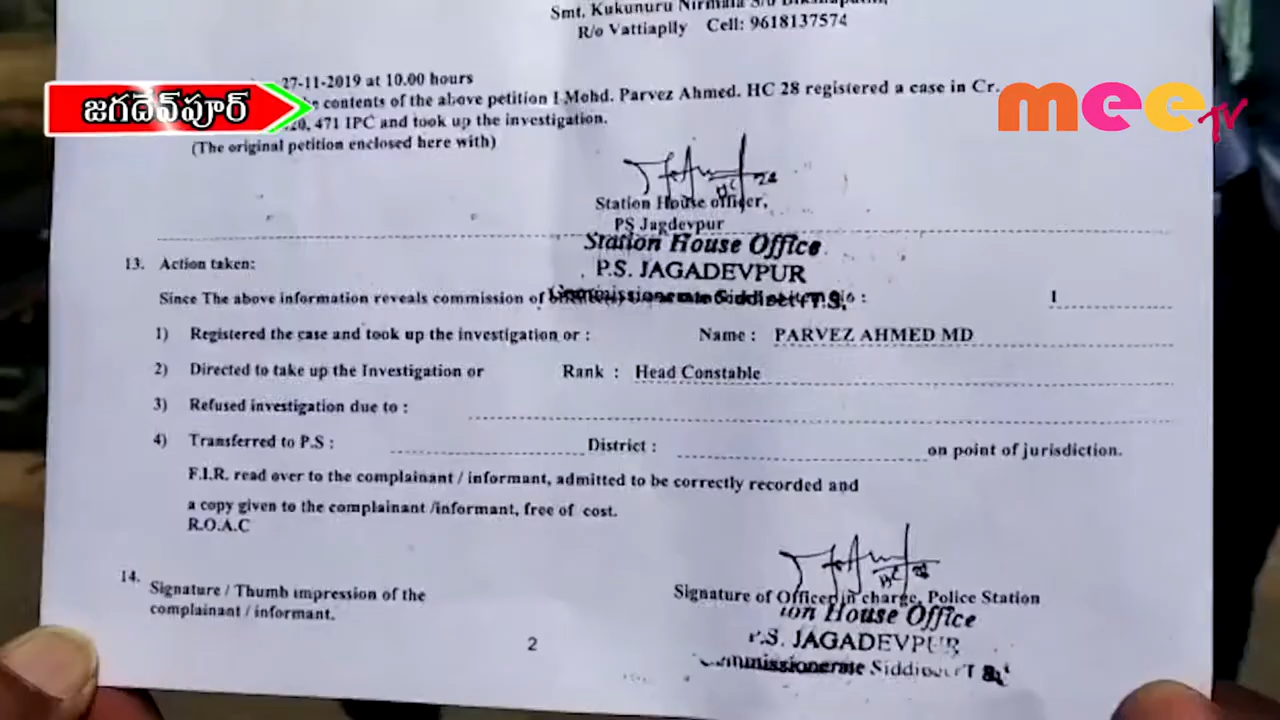 Smt. Kukunuru Nirmala S/o
R/o Vattiaplly Cell: 9618137574
27-11-2019 at 10.00 hours
జగదేవ్‌పూర్
contents of the above petition I Mohd. Parvez Ahmed. HC 28 registered a case in Cr.
mee TV
471 IPC and took up the investigation.
(The original petition enclosed here with)
HC 28
Station House officer,
PS Jagdevpur
Station House Office
P.S. JAGADEVPUR
13. Action taken:
Since The above information reveals commission of : 1
1) Registered the case and took up the investigation or : Name : PARVEZ AHMED MD
2) Directed to take up the Investigation or Rank : Head Constable
3) Refused investigation due to :
4) Transferred to P.S : District : on point of jurisdiction.
F.I.R. read over to the complainant / informant, admitted to be correctly recorded and
a copy given to the complainant /informant, free of cost.
R.O.A.C
14. Signature / Thumb impression of the
complainant / informant.
Signature of Officer in charge, Police Station
ion House Office
P.S. JAGADEVPUR
2